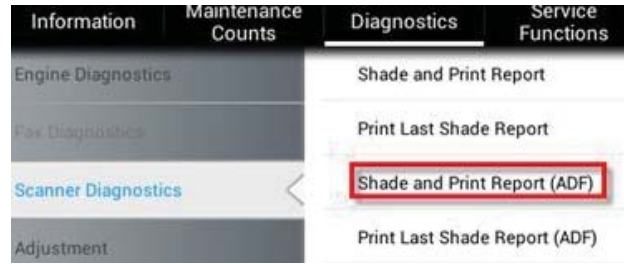 Information
Maintenance
Counts
Diagnostics
Service
Functions
Engine Diagnostics
Fax Diagnostics
Scanner Diagnostics
Adjustment
Shade and Print Report
Print Last Shade Report
Shade and Print Report (ADF)
Print Last Shade Report (ADF)